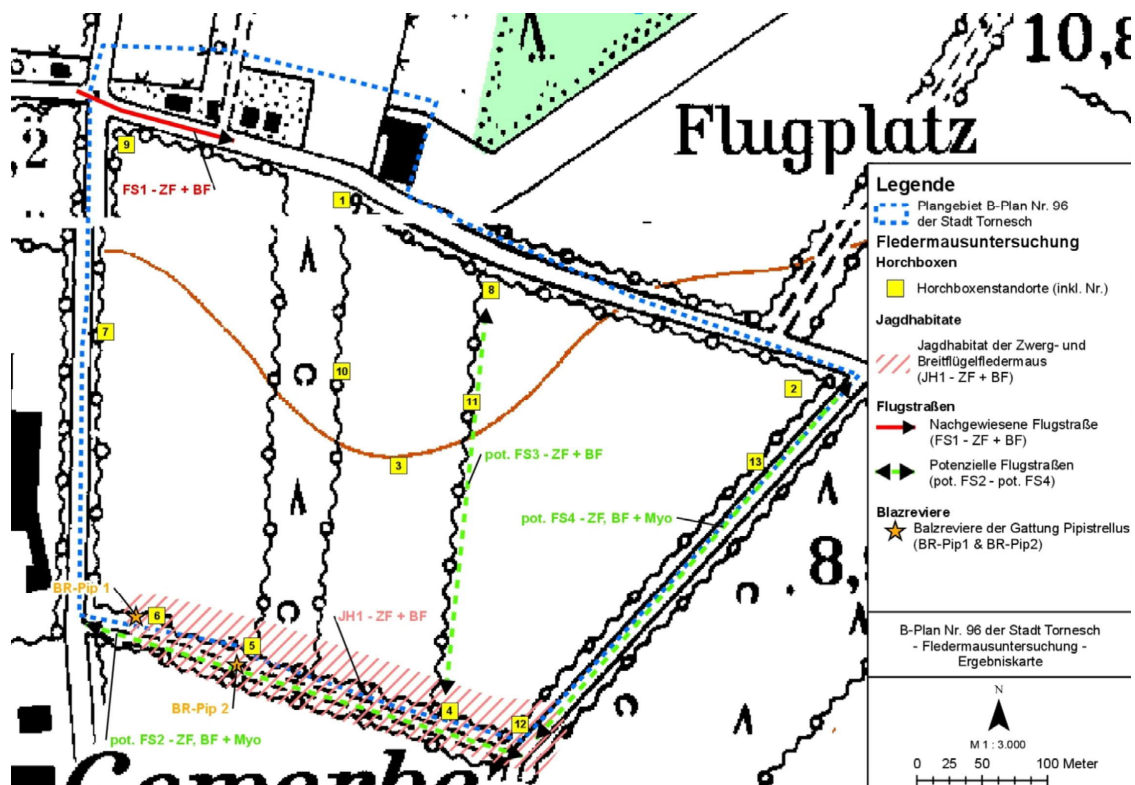 10,8
Flugplatz
,2
9
FS1 - ZF + BF
1
8
7
10
11
2
3
pot. FS3 - ZF + BF
13
pot. FS4 - ZF, BF + Myo
8,
BR-Pip 1
6
5
JH1 - ZF + BF
BR-Pip 2
4
12
pot. FS2 - ZF, BF + Myo
Legende
Plangebiet B-Plan Nr. 96
der Stadt Tornesch
Fledermausuntersuchung
Horchboxen
Horchboxenstandorte (inkl. Nr.)
Jagdhabitate
Jagdhabitat der Zwerg- und
Breitflügelfledermaus
(JH1 - ZF + BF)
Flugstraßen
Nachgewiesene Flugstraße
(FS1 - ZF + BF)
Potenzielle Flugstraßen
(pot. FS2 - pot. FS4)
Blazreviere
Balzreviere der Gattung Pipistrellus
(BR-Pip1 & BR-Pip2)
B-Plan Nr. 96 der Stadt Tornesch
- Fledermausuntersuchung -
Ergebniskarte
N
M 1 : 3.000
0 25 50 100 Meter